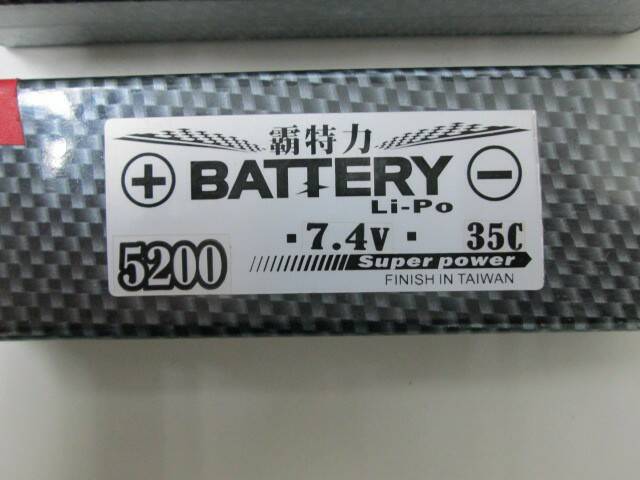 霸特力
+ BATTERY −
Li-Po
5200 · 7.4V · 35C
Super power
FINISH IN TAIWAN